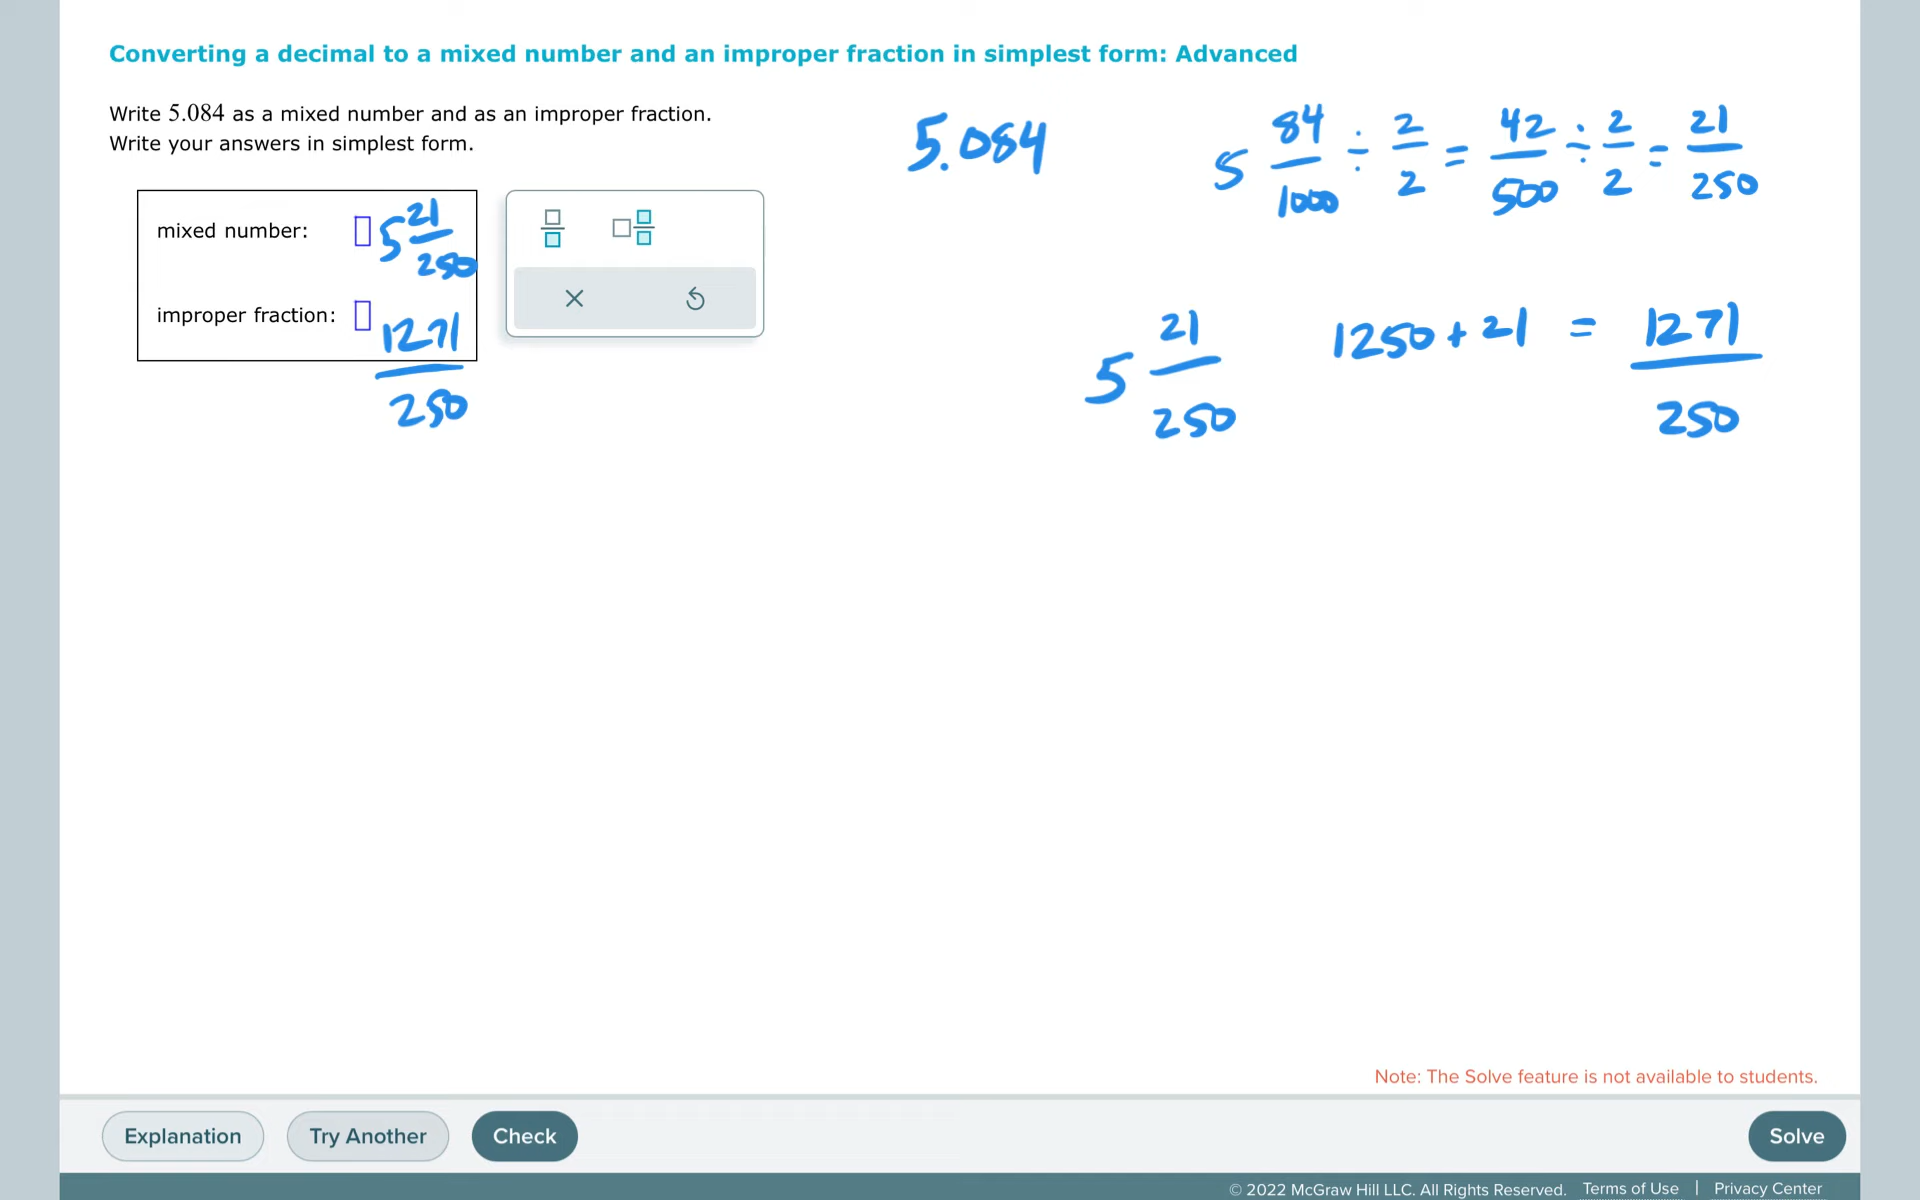 Converting a decimal to a mixed number and an improper fraction in simplest form: Advanced
Write 5.084 as a mixed number and as an improper fraction.
Write your answers in simplest form.
5.084
5 84/1000 ÷ 2/2 = 42/500 ÷ 2/2 = 21/250
mixed number: 5 21/250
improper fraction: 1271/250
5 21/250
1250 + 21 = 1271/250
Note: The Solve feature is not available to students.
Explanation
Try Another
Check
Solve
© 2022 McGraw Hill LLC. All Rights Reserved. Terms of Use | Privacy Center